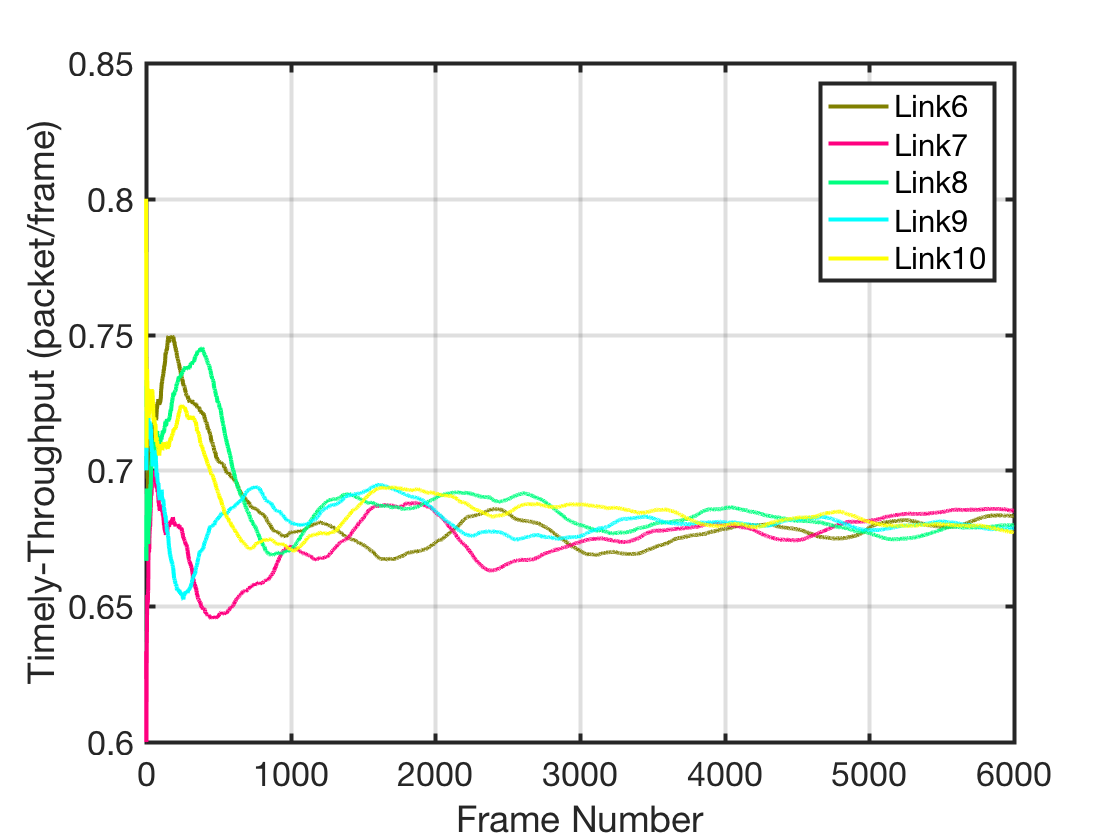 0.85
0.8
0.75
0.7
0.65
0.6
Timely-Throughput (packet/frame)
Link6
Link7
Link8
Link9
Link10
0 1000 2000 3000 4000 5000 6000
Frame Number